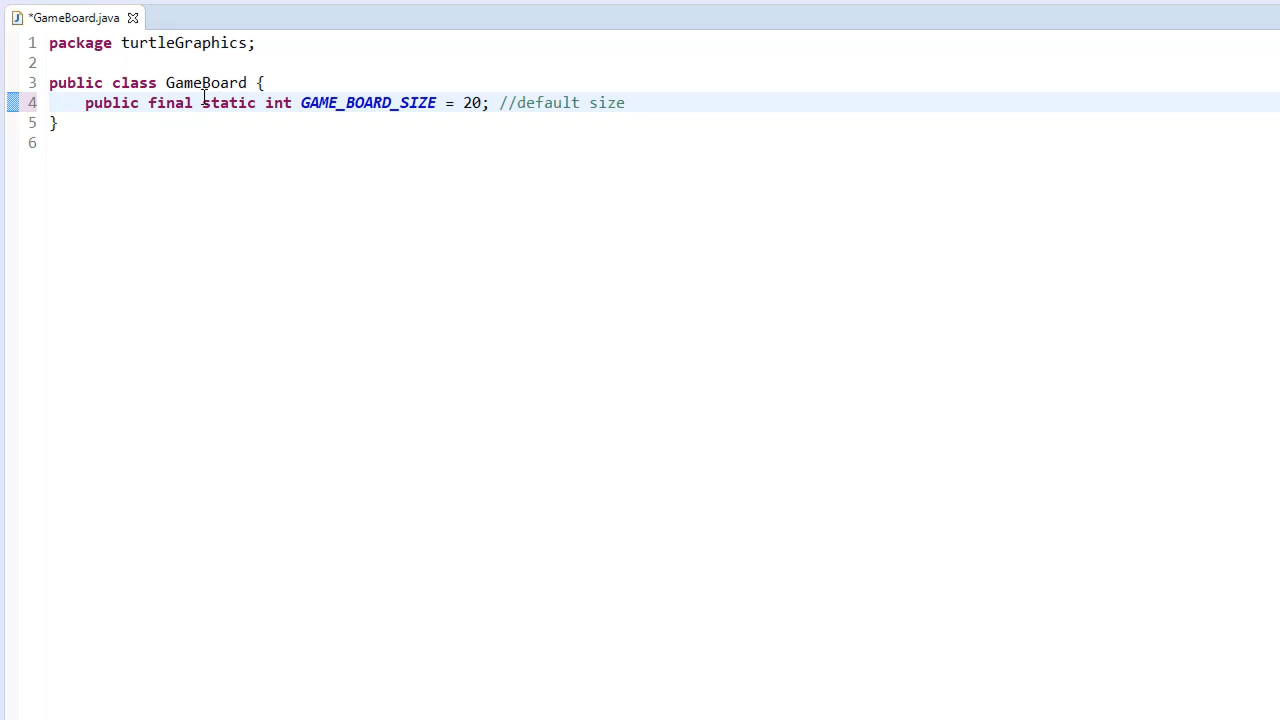 *GameBoard.java
1 package turtleGraphics;
2
3 public class GameBoard {
4 public final static int GAME_BOARD_SIZE = 20; //default size
5 }
6